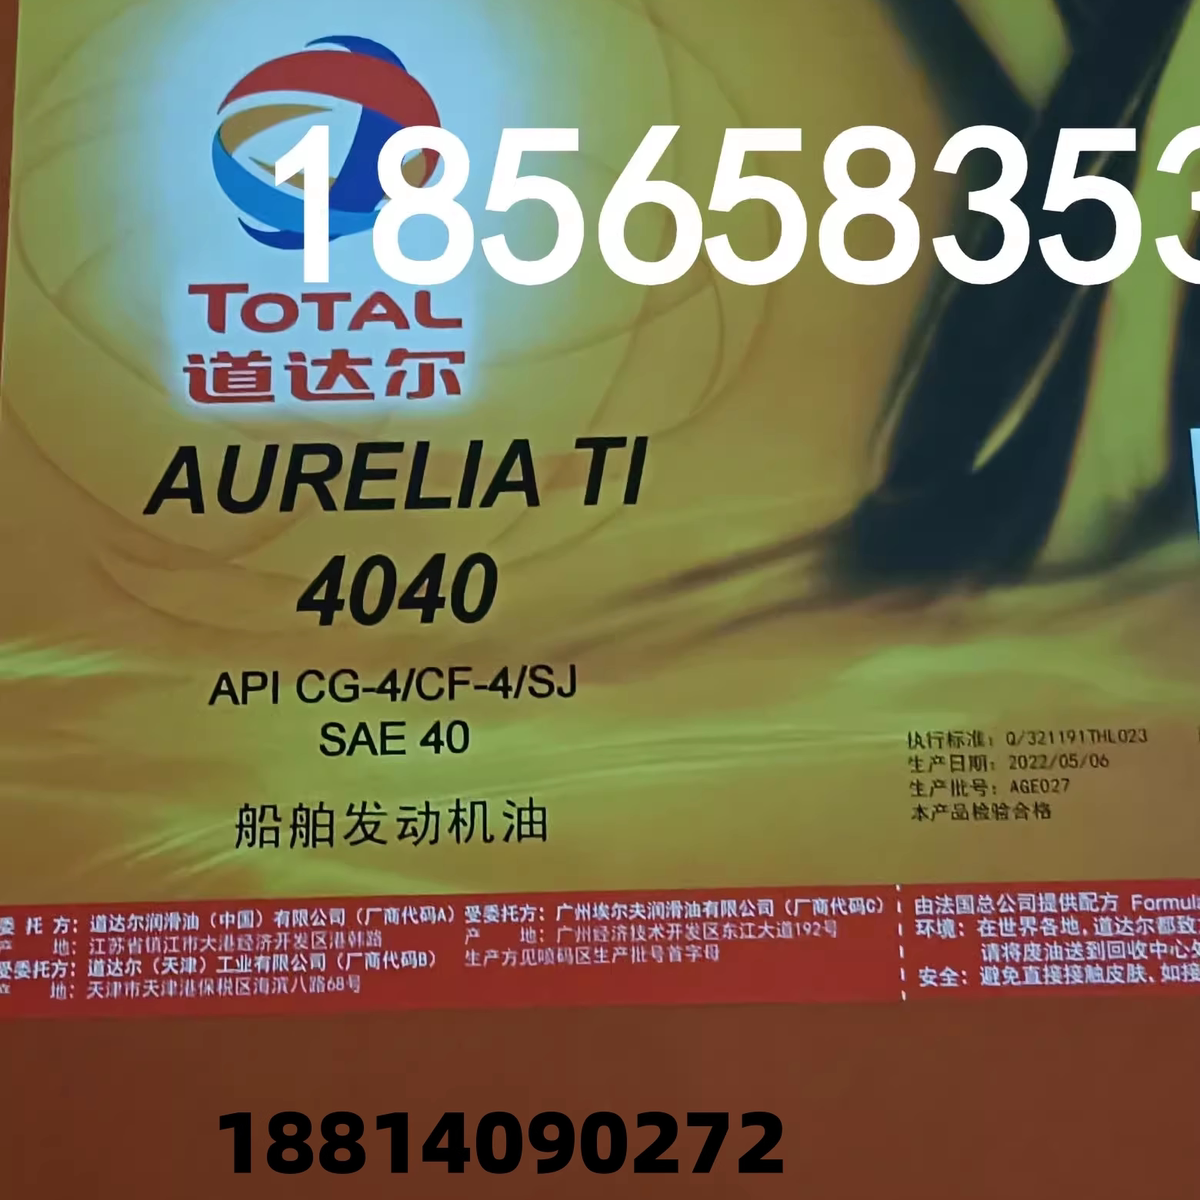 185658353
TOTAL
道达尔
AURELIA TI
4040
API CG-4/CF-4/SJ
SAE 40
船舶发动机油
执行标准：Q/321191THL023
生产日期：2022/05/06
生产批号：AGE027
本产品检验合格
委 托 方：道达尔润滑油（中国）有限公司（厂商代码A）
产 地：江苏省镇江市大港经济开发区港韩路
受委托方：道达尔（天津）工业有限公司（厂商代码B）
产 地：天津市天津港保税区海滨八路68号
受委托方：广州埃尔夫润滑油有限公司（厂商代码C）
产 地：广州经济技术开发区东江大道192号
生产方见喷码区生产批号首字母
由法国总公司提供配方 Formul
环境：在世界各地，道达尔都致
请将废油送到回收中心
安全：避免直接接触皮肤，如接
18814090272